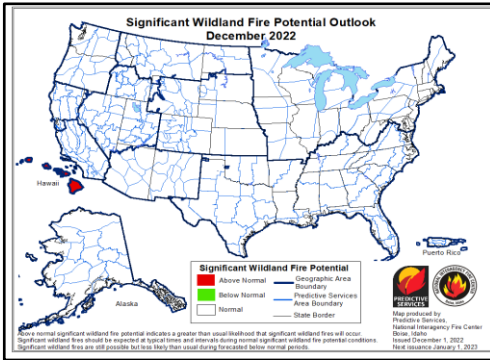 Significant Wildland Fire Potential Outlook
December 2022
Hawaii
Alaska
Puerto Rico
Significant Wildland Fire Potential
Above Normal
Below Normal
Normal
Geographic Area
Boundary
Predictive Services
Area Boundary
State Border
PREDICTIVE
SERVICES
Map produced by
Predictive Services,
National Interagency Fire Center
Boise, Idaho
Issued December 1, 2022
Next issuance January 1, 2023
Above normal significant wildland fire potential indicates a greater than usual likelihood that significant wildland fires will occur.
Significant wildland fires should be expected at typical times and intervals during normal significant wildland fire potential conditions.
Significant wildland fires are still possible but less likely than usual during forecasted below normal periods.